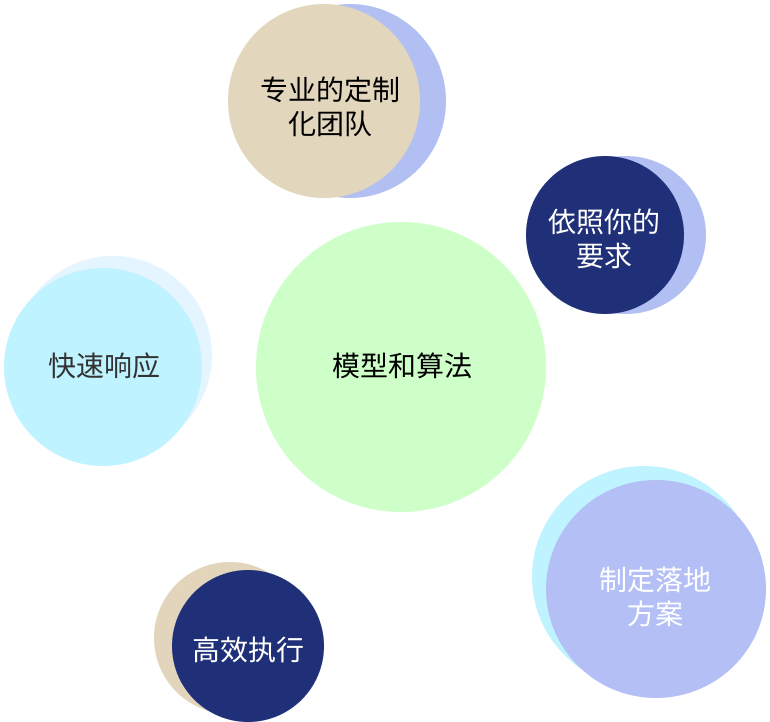 专业的定制
化团队
依照你的
要求
快速响应
模型和算法
制定落地
方案
高效执行